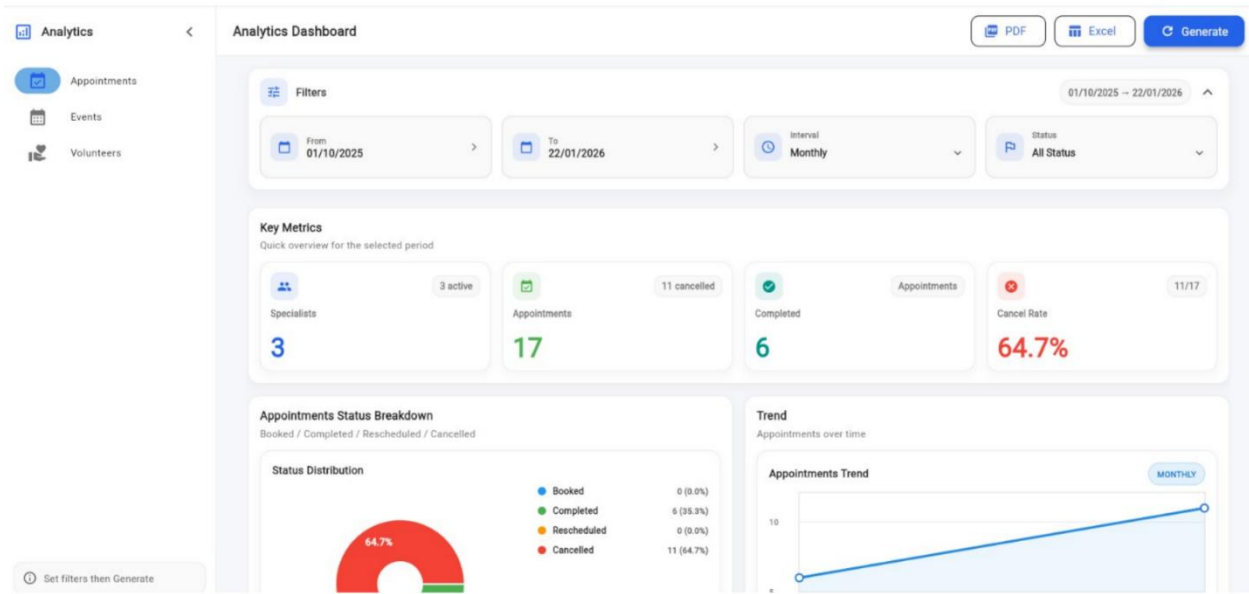 Analytics
Analytics Dashboard
PDF
Excel
Generate
Appointments
Events
Volunteers
Filters
01/10/2025 → 22/01/2026
From
01/10/2025
To
22/01/2026
Interval
Monthly
Status
All Status
Key Metrics
Quick overview for the selected period
3 active
Specialists
3
11 cancelled
Appointments
17
Appointments
Completed
6
11/17
Cancel Rate
64.7%
Appointments Status Breakdown
Booked / Completed / Rescheduled / Cancelled
Status Distribution
Booked 0 (0.0%)
Completed 6 (35.3%)
Rescheduled 0 (0.0%)
Cancelled 11 (64.7%)
64.7%
Trend
Appointments over time
Appointments Trend
MONTHLY
10
Set filters then Generate